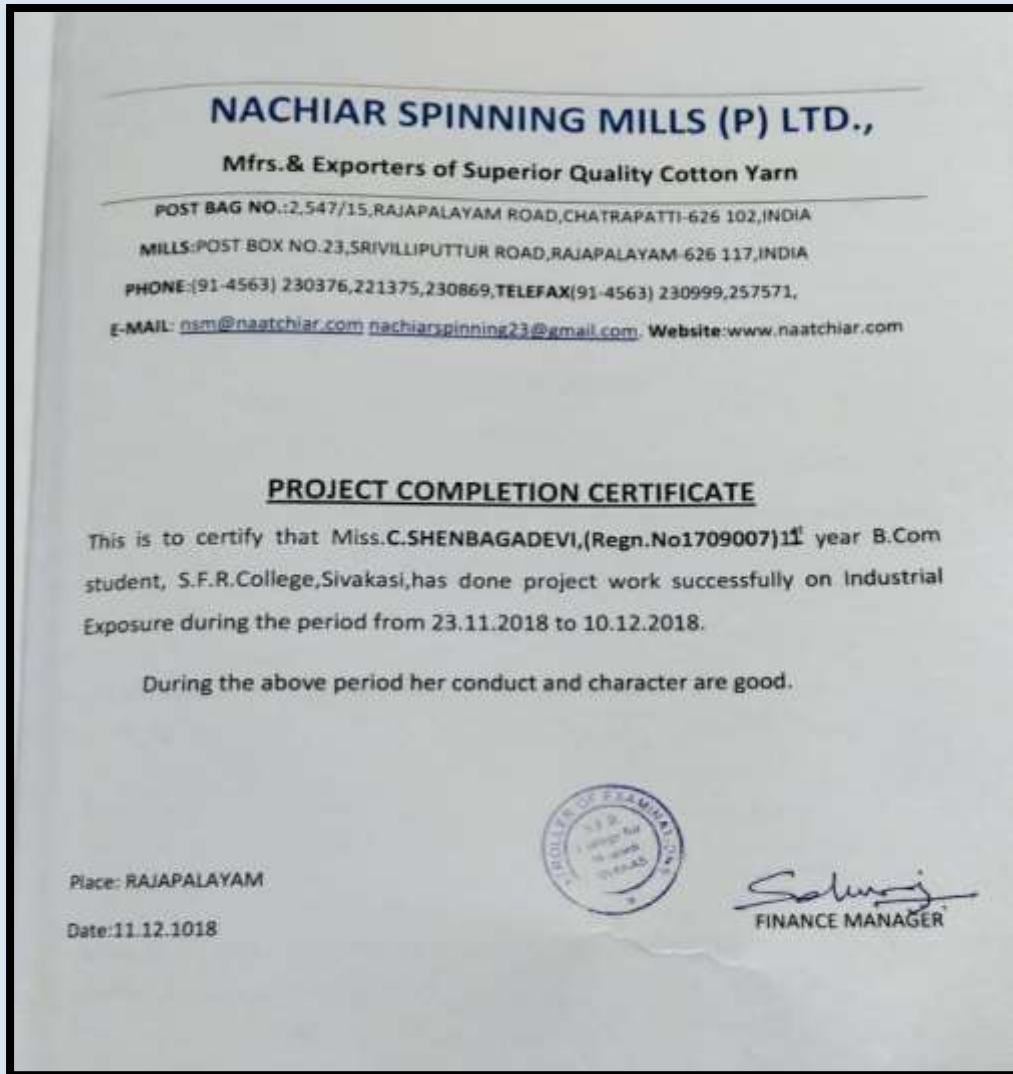 NACHIAR SPINNING MILLS (P) LTD.,
Mfrs.& Exporters of Superior Quality Cotton Yarn
POST BAG NO.:2,547/15,RAJAPALAYAM ROAD,CHATRAPATTI-626 102,INDIA
MILLS:POST BOX NO.23,SRIVILLIPUTTUR ROAD,RAJAPALAYAM-626 117,INDIA
PHONE:(91-4563) 230376,221375,230869,TELEFAX(91-4563) 230999,257571,
E-MAIL: nsm@naatchiar.com nachiarspinning23@gmail.com, Website:www.naatchiar.com
PROJECT COMPLETION CERTIFICATE
This is to certify that Miss.C.SHENBAGADEVI,(Regn.No1709007) year B.Com
student, S.F.R.College,Sivakasi,has done project work successfully on Industrial
Exposure during the period from 23.11.2018 to 10.12.2018.
During the above period her conduct and character are good.
OF EXAMINATIONS
Place: RAJAPALAYAM
Date:11.12.1018
FINANCE MANAGER